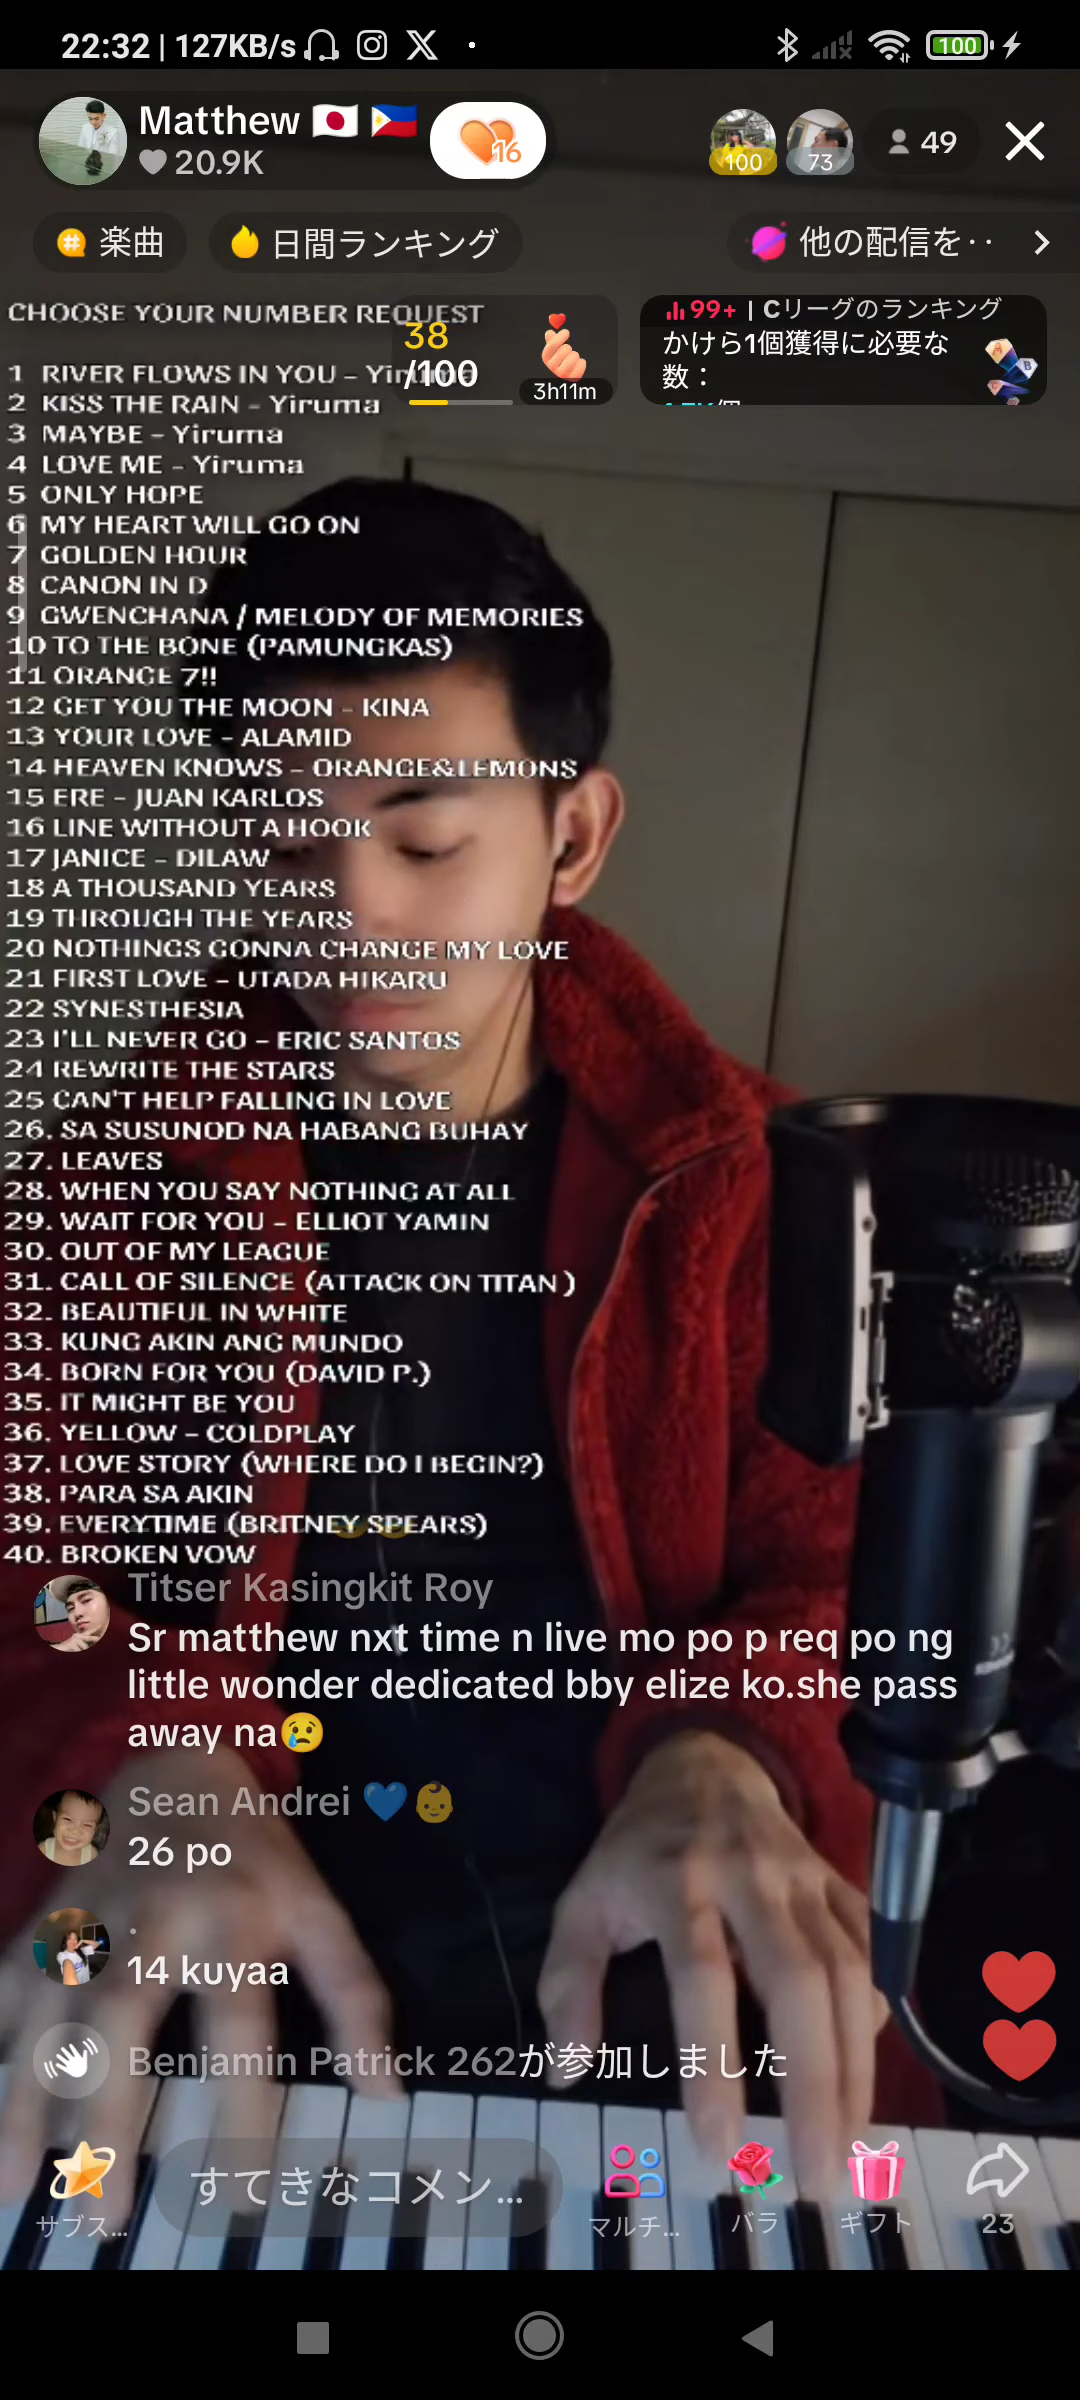 22:32 | 127KB/s
100
Matthew 🇯🇵 🇵🇭
20.9K
16
100
73
49
楽曲
日間ランキング
他の配信を··
CHOOSE YOUR NUMBER REQUEST
38
/100
3h11m
99+ | Cリーグのランキング
かけら1個獲得に必要な
数：
1 RIVER FLOWS IN YOU – Yiruma
2 KISS THE RAIN – Yiruma
3 MAYBE – Yiruma
4 LOVE ME – Yiruma
5 ONLY HOPE
6 MY HEART WILL GO ON
7 GOLDEN HOUR
8 CANON IN D
9 GWENCHANA / MELODY OF MEMORIES
10 TO THE BONE (PAMUNGKAS)
11 ORANGE 7!!
12 GET YOU THE MOON – KINA
13 YOUR LOVE – ALAMID
14 HEAVEN KNOWS – ORANGE&LEMONS
15 ERE – JUAN KARLOS
16 LINE WITHOUT A HOOK
17 JANICE – DILAW
18 A THOUSAND YEARS
19 THROUGH THE YEARS
20 NOTHINGS GONNA CHANGE MY LOVE
21 FIRST LOVE – UTADA HIKARU
22 SYNESTHESIA
23 I'LL NEVER GO – ERIC SANTOS
24 REWRITE THE STARS
25 CAN'T HELP FALLING IN LOVE
26. SA SUSUNOD NA HABANG BUHAY
27. LEAVES
28. WHEN YOU SAY NOTHING AT ALL
29. WAIT FOR YOU – ELLIOT YAMIN
30. OUT OF MY LEAGUE
31. CALL OF SILENCE (ATTACK ON TITAN )
32. BEAUTIFUL IN WHITE
33. KUNG AKIN ANG MUNDO
34. BORN FOR YOU (DAVID P.)
35. IT MIGHT BE YOU
36. YELLOW – COLDPLAY
37. LOVE STORY (WHERE DO I BEGIN?)
38. PARA SA AKIN
39. EVERYTIME (BRITNEY SPEARS)
40. BROKEN VOW
Titser Kasingkit Roy
Sr matthew nxt time n live mo po p req po ng
little wonder dedicated bby elize ko.she pass
away na😢
Sean Andrei 💙👶
26 po
.
14 kuyaa
Benjamin Patrick 262が参加しました
サブス...
すてきなコメン...
マルチ...
バラ
ギフト
23